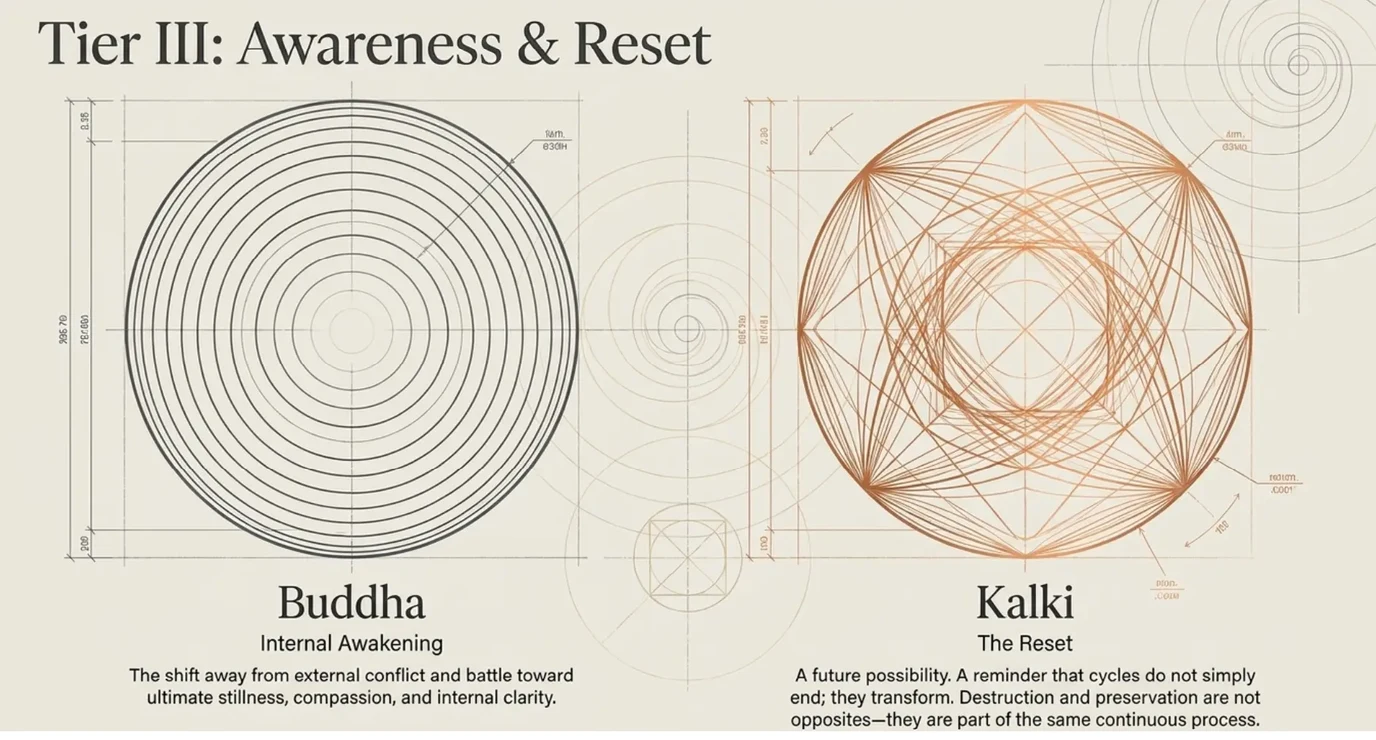 Tier III: Awareness & Reset
Buddha
Internal Awakening
The shift away from external conflict and battle toward
ultimate stillness, compassion, and internal clarity.
Kalki
The Reset
A future possibility. A reminder that cycles do not simply
end; they transform. Destruction and preservation are not
opposites—they are part of the same continuous process.